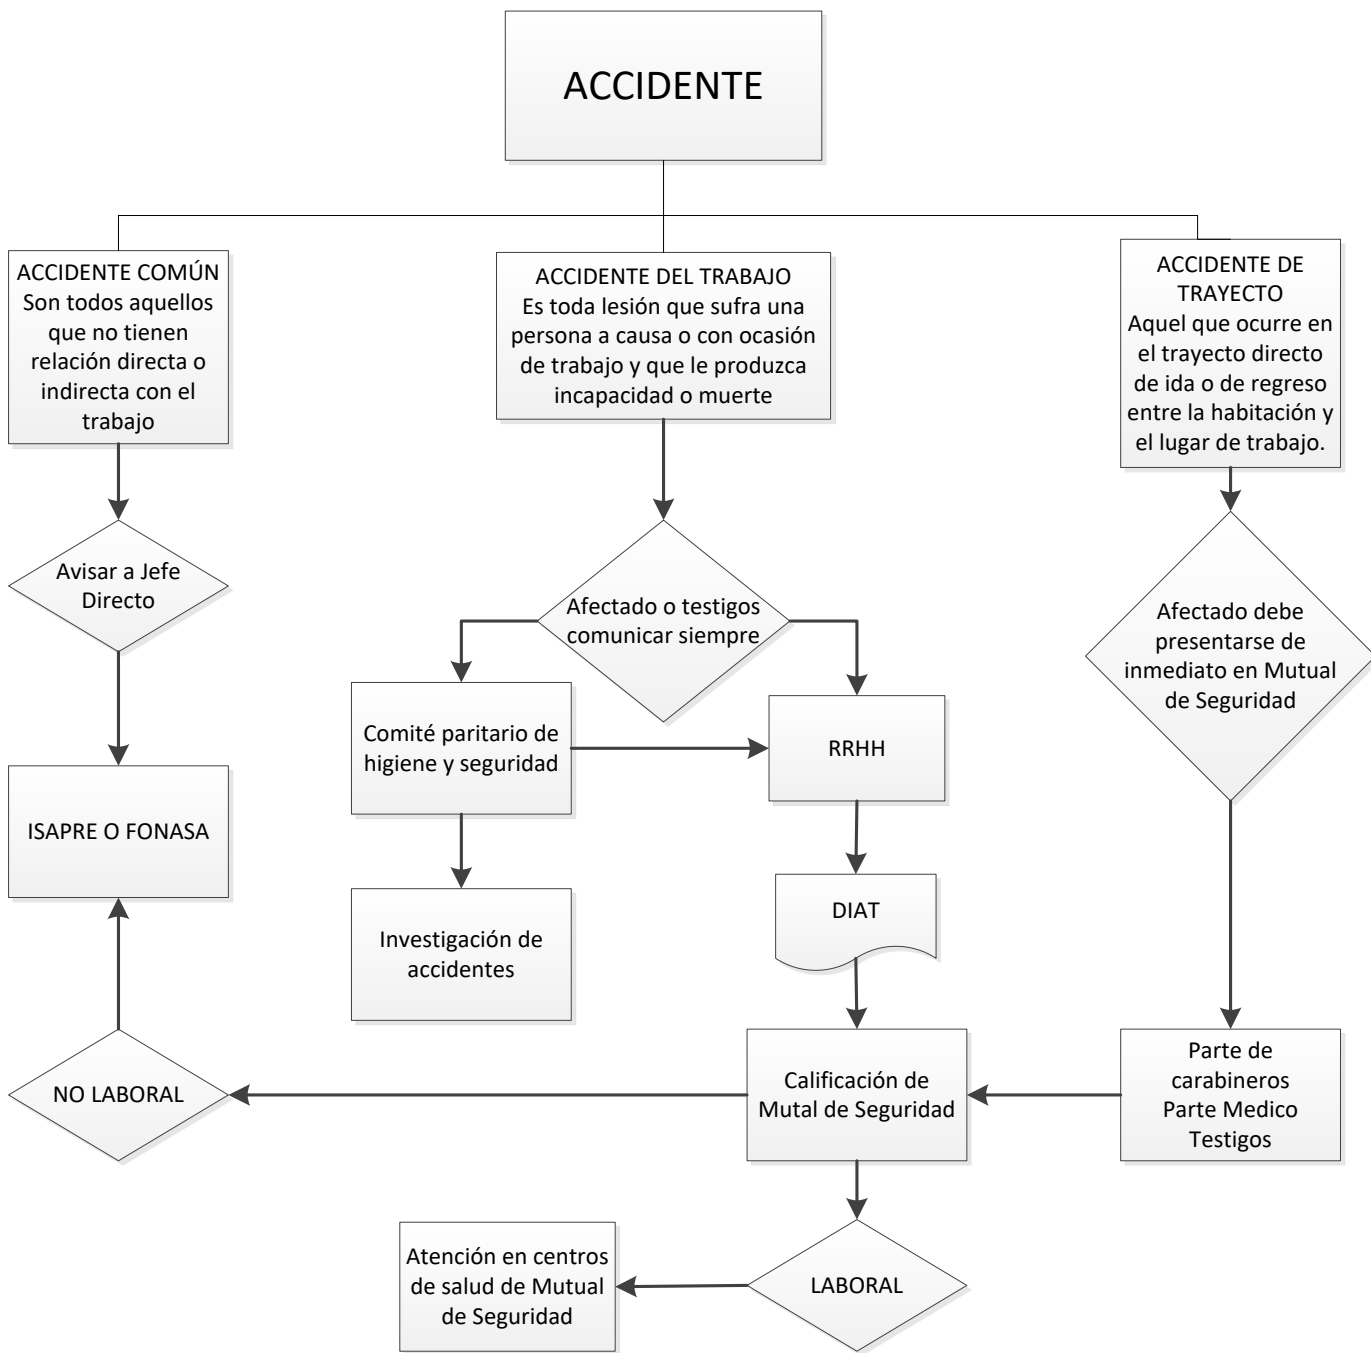 ACCIDENTE
ACCIDENTE COMÚN
Son todos aquellos
que no tienen
relación directa o
indirecta con el
trabajo
ACCIDENTE DEL TRABAJO
Es toda lesión que sufra una
persona a causa o con ocasión
de trabajo y que le produzca
incapacidad o muerte
ACCIDENTE DE
TRAYECTO
Aquel que ocurre en
el trayecto directo
de ida o de regreso
entre la habitación y
el lugar de trabajo.
Avisar a Jefe
Directo
Afectado o testigos
comunicar siempre
Afectado debe
presentarse de
inmediato en Mutual
de Seguridad
Comité paritario de
higiene y seguridad
RRHH
ISAPRE O FONASA
Investigación de
accidentes
DIAT
NO LABORAL
Calificación de
Mutal de Seguridad
Parte de
carabineros
Parte Medico
Testigos
Atención en centros
de salud de Mutual
de Seguridad
LABORAL